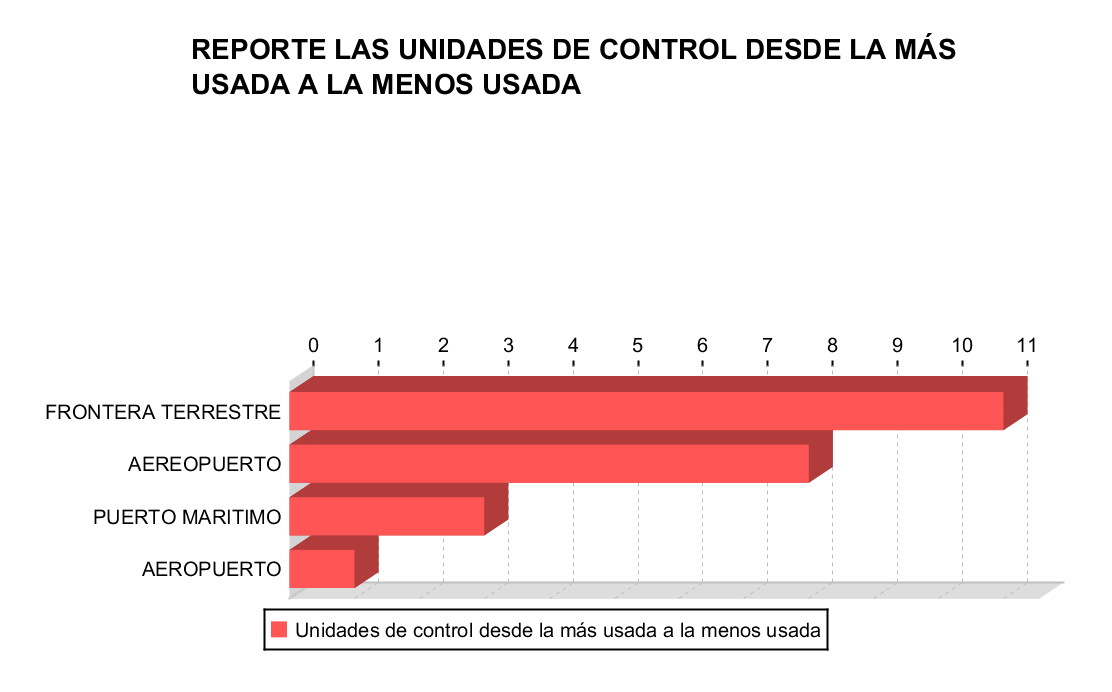 REPORTE LAS UNIDADES DE CONTROL DESDE LA MÁS
USADA A LA MENOS USADA
0 1 2 3 4 5 6 7 8 9 10 11
FRONTERA TERRESTRE
AEREOPUERTO
PUERTO MARITIMO
AEROPUERTO
Unidades de control desde la más usada a la menos usada